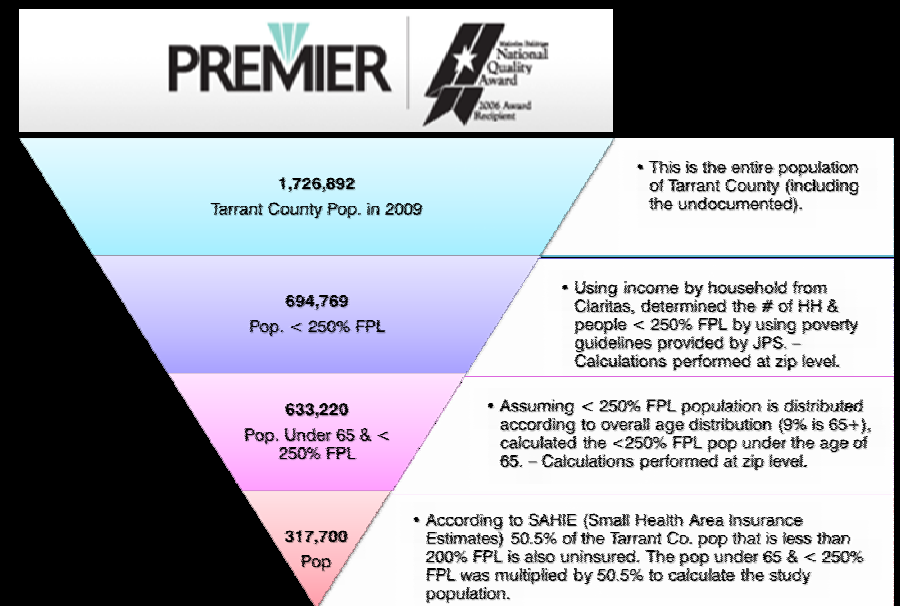 PREMIER
Malcolm Baldrige
National
Quality
Award
2006 Award
Recipient
1,726,892
Tarrant County Pop. in 2009
• This is the entire population
of Tarrant County (including
the undocumented).
694,769
Pop. < 250% FPL
• Using income by household from
Claritas, determined the # of HH &
people < 250% FPL by using poverty
guidelines provided by JPS. –
Calculations performed at zip level.
633,220
Pop. Under 65 & <
250% FPL
• Assuming < 250% FPL population is distributed
according to overall age distribution (9% is 65+),
calculated the <250% FPL pop under the age of
65. – Calculations performed at zip level.
317,700
Pop
• According to SAHIE (Small Health Area Insurance
Estimates) 50.5% of the Tarrant Co. pop that is less than
200% FPL is also uninsured. The pop under 65 & < 250%
FPL was multiplied by 50.5% to calculate the study
population.